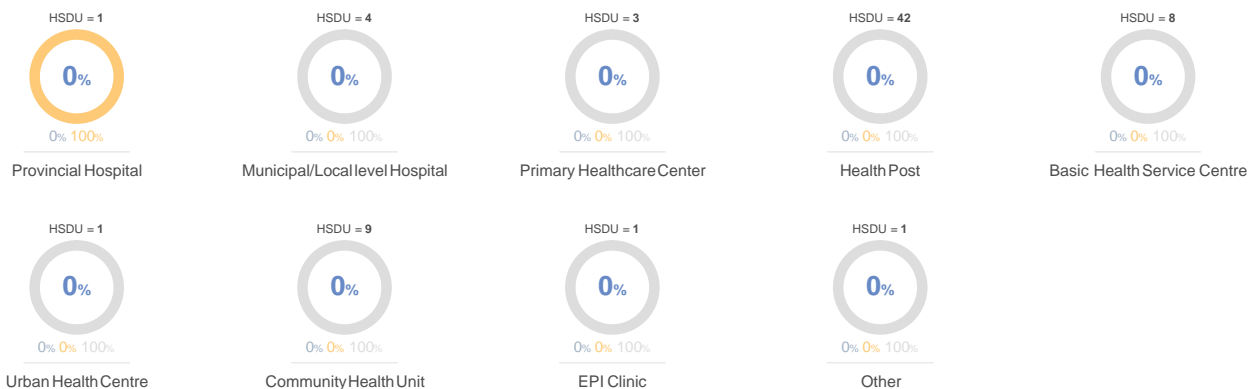 HSDU = 1
HSDU = 4
HSDU = 3
HSDU = 42
HSDU = 8
0%
0%
0%
0%
0%
0% 100%
0% 0% 100%
0% 0% 100%
0% 0% 100%
0% 0% 100%
Provincial Hospital
Municipal/Local level Hospital
Primary Healthcare Center
Health Post
Basic Health Service Centre
HSDU = 1
HSDU = 9
HSDU = 1
HSDU = 1
0%
0%
0%
0%
0% 0% 100%
0% 0% 100%
0% 0% 100%
0% 0% 100%
Urban Health Centre
Community Health Unit
EPI Clinic
Other